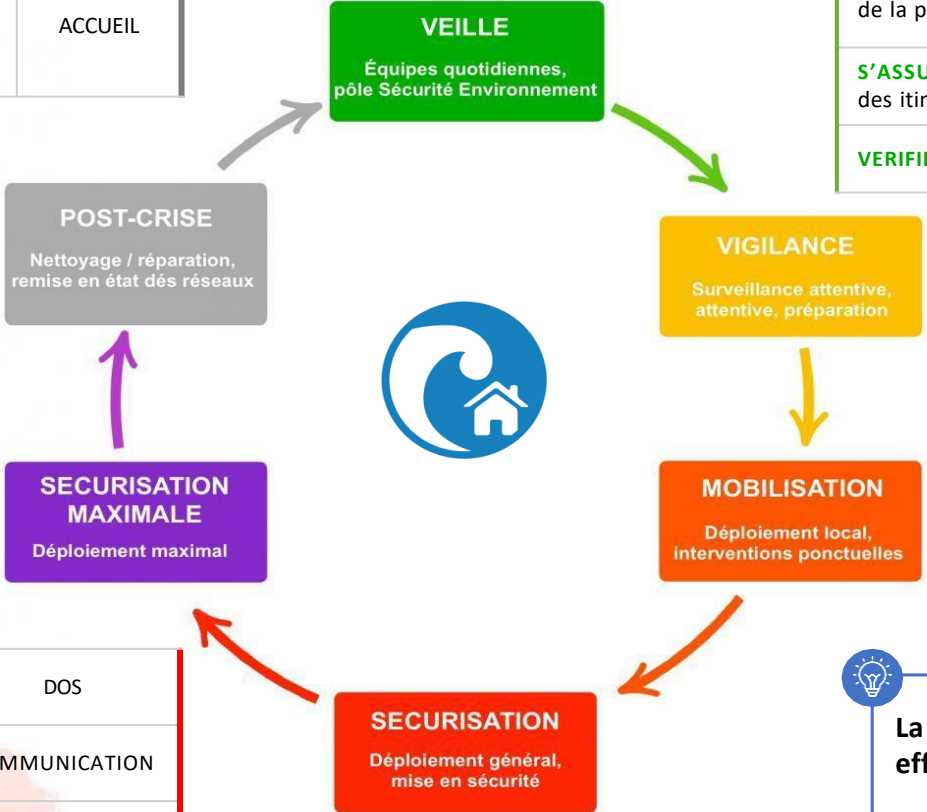 ACCUEIL
VEILLE
Équipes quotidiennes,
pôle Sécurité Environnement
de la p
S’ASSU
des itin
VERIFIE
POST-CRISE
Nettoyage / réparation,
remise en état dés réseaux
VIGILANCE
Surveillance attentive,
attentive, préparation
SECURISATION
MAXIMALE
Déploiement maximal
MOBILISATION
Déploiement local,
interventions ponctuelles
DOS
MMUNICATION
SECURISATION
Déploiement général,
mise en sécurité
La
eff